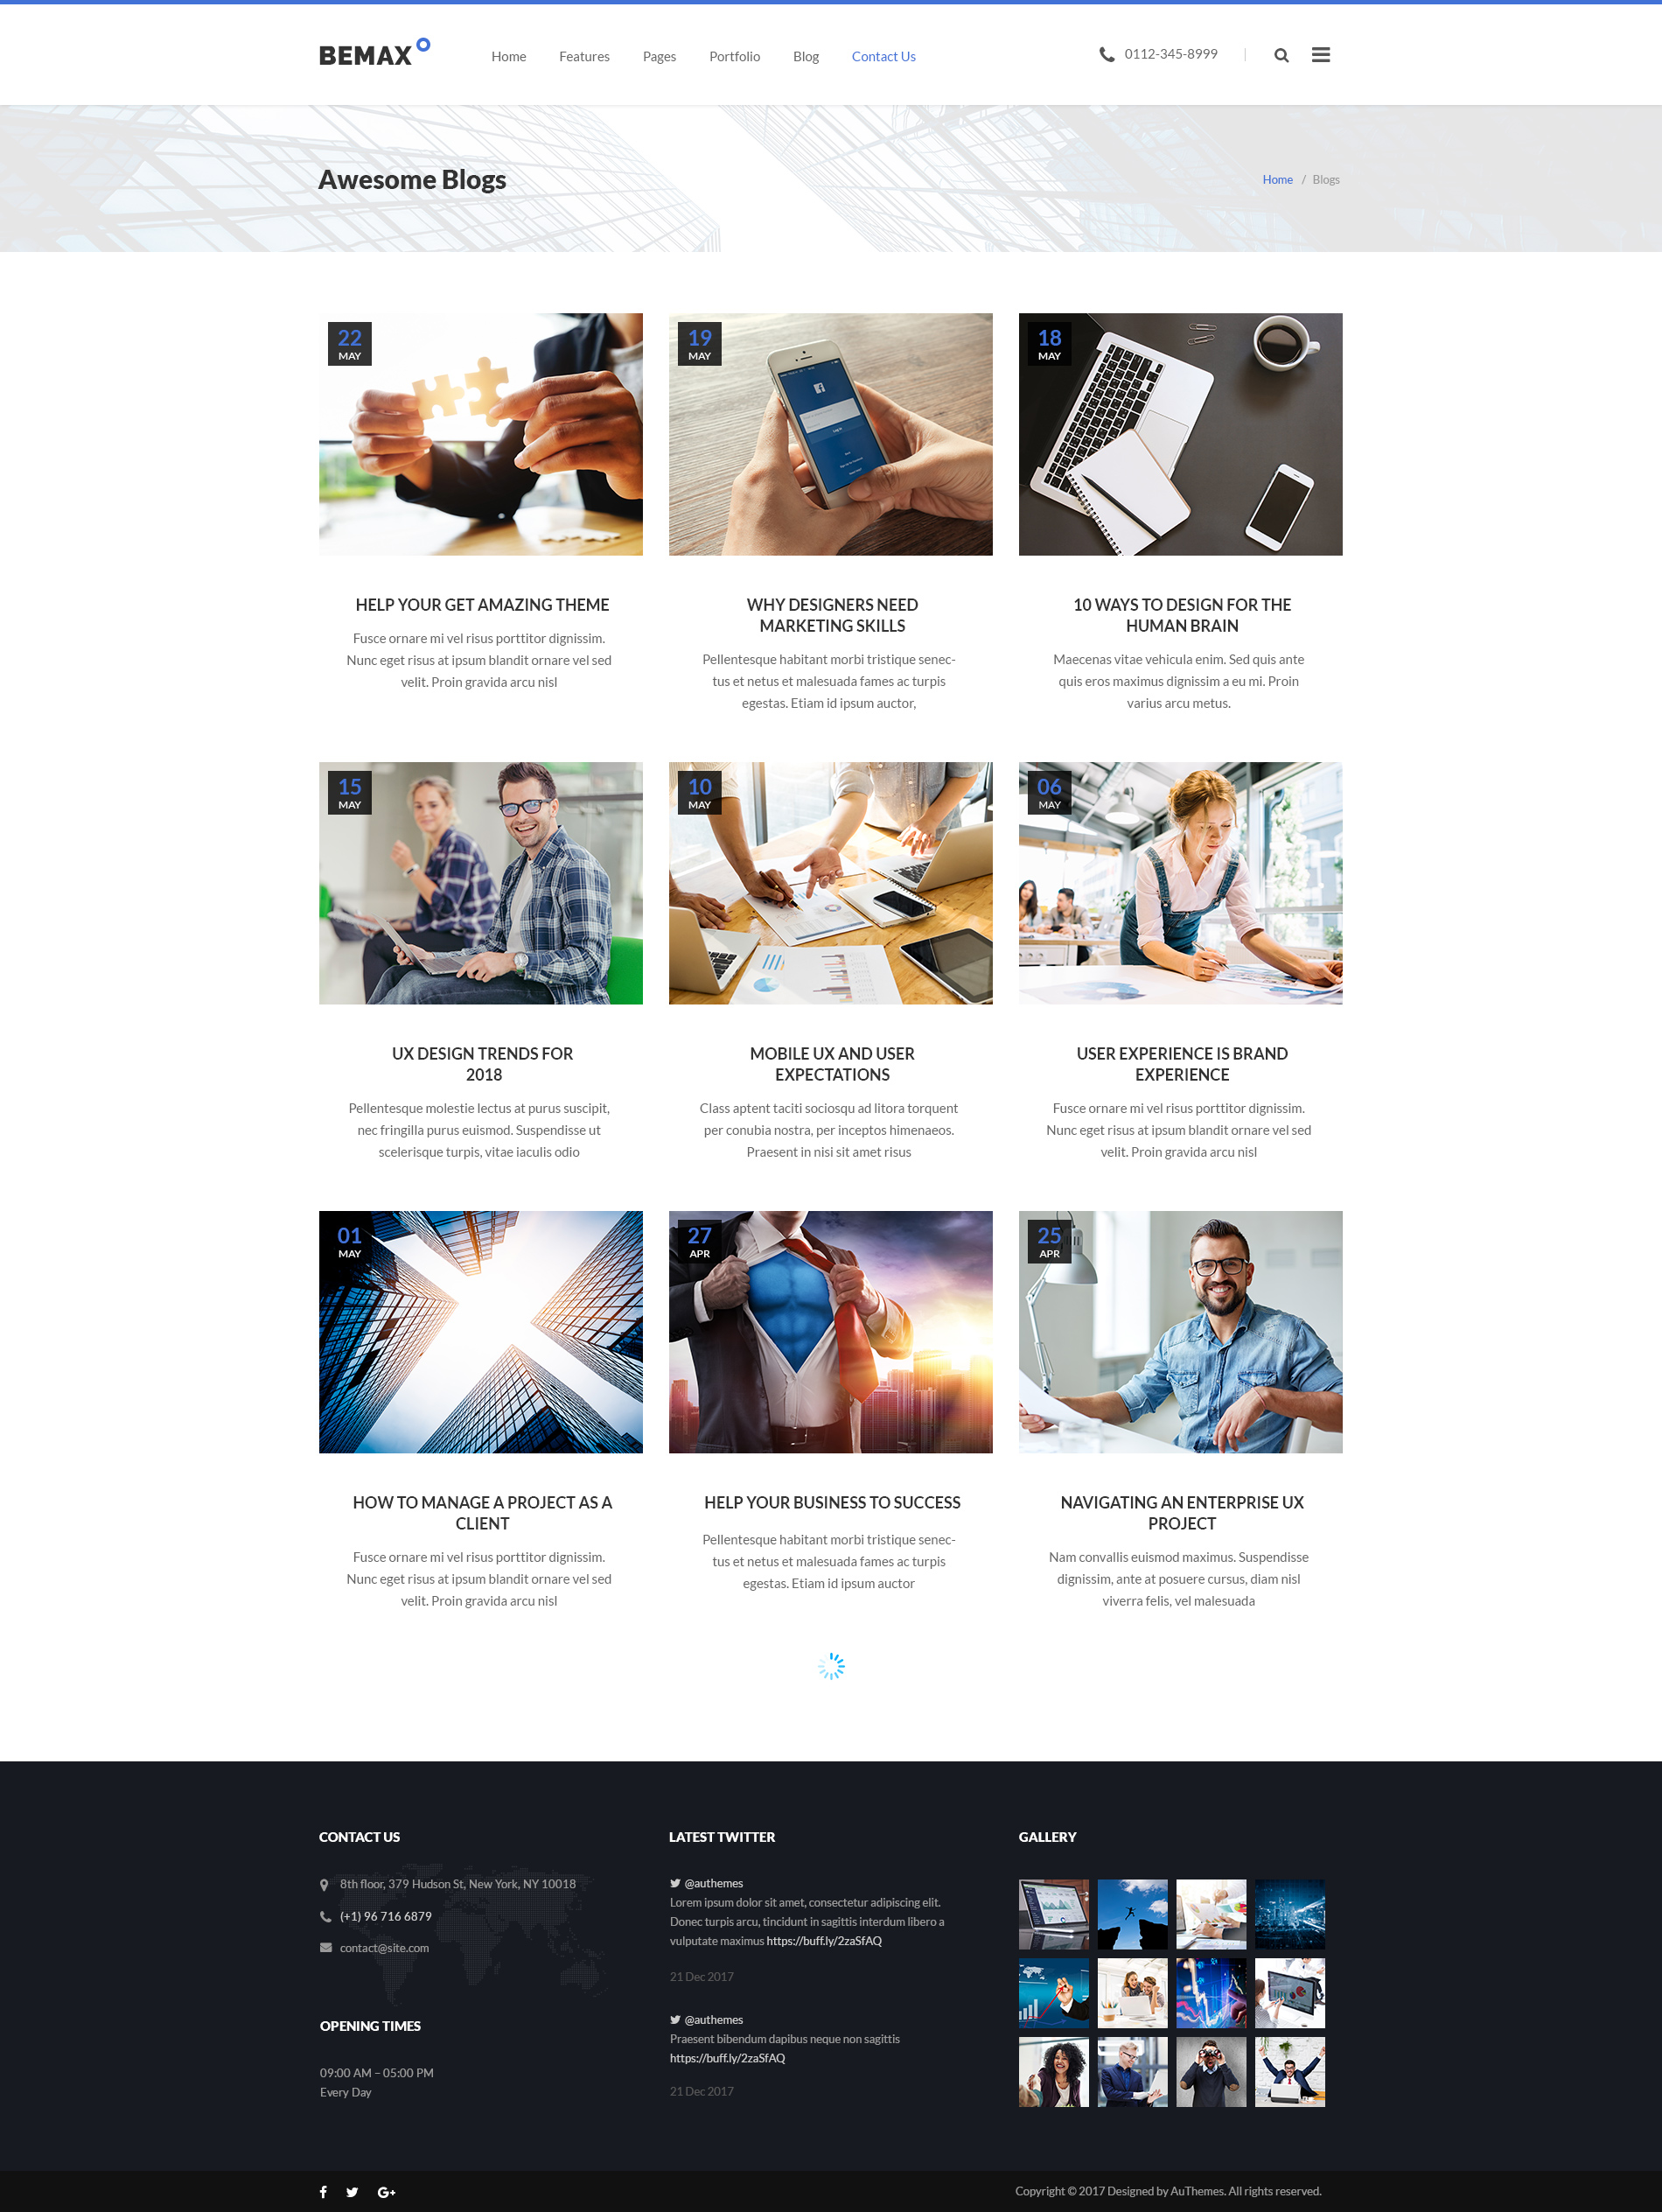 BEMAX
Home Features Pages Portfolio Blog Contact Us
0112-345-8999
Awesome Blogs
Home / Blogs
22
MAY
19
MAY
18
MAY
HELP YOUR GET AMAZING THEME
Fusce ornare mi vel risus porttitor dignissim.
Nunc eget risus at ipsum blandit ornare vel sed
velit. Proin gravida arcu nisl
WHY DESIGNERS NEED
MARKETING SKILLS
Pellentesque habitant morbi tristique senec-
tus et netus et malesuada fames ac turpis
egestas. Etiam id ipsum auctor,
10 WAYS TO DESIGN FOR THE
HUMAN BRAIN
Maecenas vitae vehicula enim. Sed quis ante
quis eros maximus dignissim a eu mi. Proin
varius arcu metus.
15
MAY
10
MAY
06
MAY
UX DESIGN TRENDS FOR
2018
Pellentesque molestie lectus at purus suscipit,
nec fringilla purus euismod. Suspendisse ut
scelerisque turpis, vitae iaculis odio
MOBILE UX AND USER
EXPECTATIONS
Class aptent taciti sociosqu ad litora torquent
per conubia nostra, per inceptos himenaeos.
Praesent in nisi sit amet risus
USER EXPERIENCE IS BRAND
EXPERIENCE
Fusce ornare mi vel risus porttitor dignissim.
Nunc eget risus at ipsum blandit ornare vel sed
velit. Proin gravida arcu nisl
01
MAY
27
APR
25
APR
HOW TO MANAGE A PROJECT AS A
CLIENT
Fusce ornare mi vel risus porttitor dignissim.
Nunc eget risus at ipsum blandit ornare vel sed
velit. Proin gravida arcu nisl
HELP YOUR BUSINESS TO SUCCESS
Pellentesque habitant morbi tristique senec-
tus et netus et malesuada fames ac turpis
egestas. Etiam id ipsum auctor
NAVIGATING AN ENTERPRISE UX
PROJECT
Nam convallis euismod maximus. Suspendisse
dignissim, ante at posuere cursus, diam nisl
viverra felis, vel malesuada
CONTACT US
8th floor, 379 Hudson St, New York, NY 10018
(+1) 96 716 6879
contact@site.com
OPENING TIMES
09:00 AM – 05:00 PM
Every Day
LATEST TWITTER
@authemes
Lorem ipsum dolor sit amet, consectetur adipiscing elit.
Donec turpis arcu, tincidunt in sagittis interdum libero a
vulputate maximus https://buff.ly/2zaSfAQ
21 Dec 2017
@authemes
Praesent bibendum dapibus neque non sagittis
https://buff.ly/2zaSfAQ
21 Dec 2017
GALLERY
Copyright © 2017 Designed by AuThemes. All rights reserved.